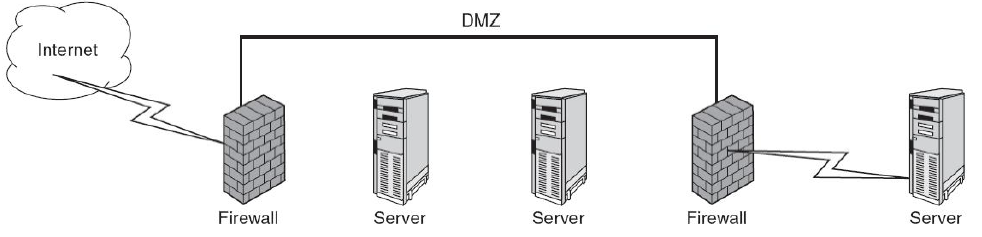 DMZ
Internet
Firewall
Server
Server
Firewall
Server